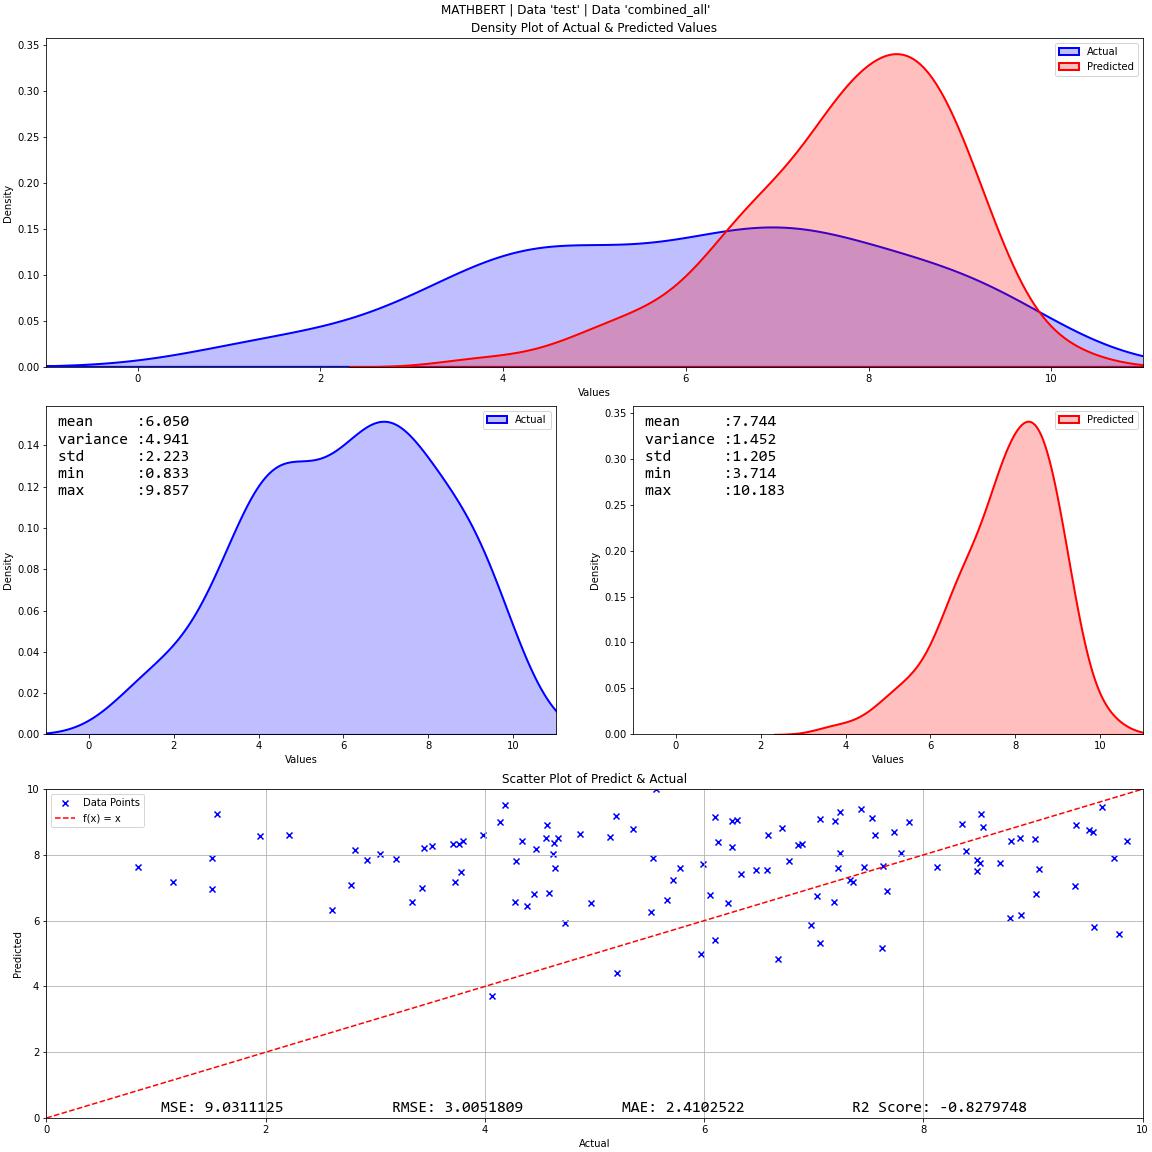 MATHBERT | Data 'test' | Data 'combined_all'
Density Plot of Actual & Predicted Values
0.35
0.30
0.25
0.20
0.15
0.10
0.05
0.00
Density
Actual
Predicted
0 2 4 6 8 10
Values
mean :6.050
variance :4.941
std :2.223
min :0.833
max :9.857
Actual
0.14
0.12
0.10
0.08
0.06
0.04
0.02
0.00
Density
0 2 4 6 8 10
Values
mean :7.744
variance :1.452
std :1.205
min :3.714
max :10.183
Predicted
0.35
0.30
0.25
0.20
0.15
0.10
0.05
0.00
Density
0 2 4 6 8 10
Values
Scatter Plot of Predict & Actual
Data Points
f(x) = x
10
8
6
4
2
0
Predicted
MSE: 9.0311125 RMSE: 3.0051809 MAE: 2.4102522 R2 Score: -0.8279748
0 2 4 6 8 10
Actual